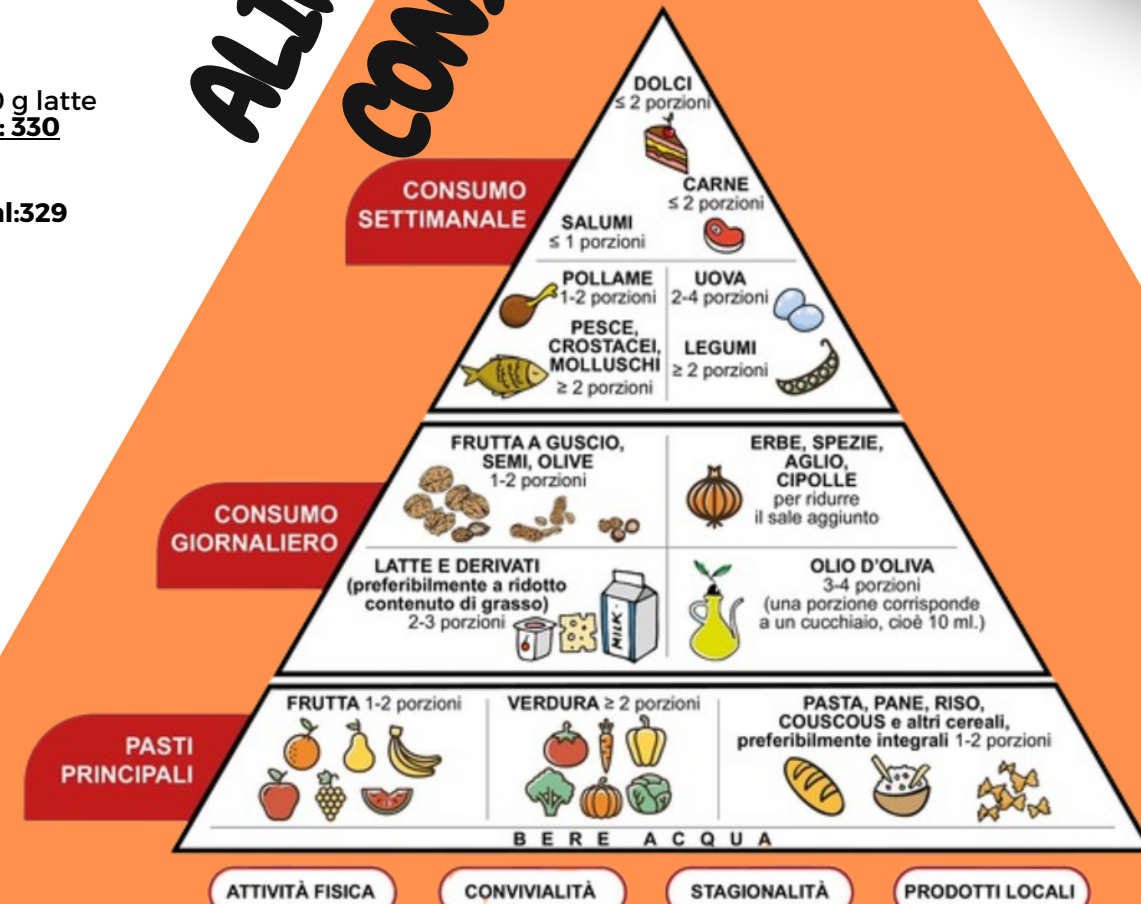 g latte
: 330
l:329
DOLCI
≤ 2 porzioni
CARNE
≤ 2 porzioni
SALUMI
≤ 1 porzioni
CONSUMO
SETTIMANALE
POLLAME
1-2 porzioni
UOVA
2-4 porzioni
PESCE,
CROSTACEI,
MOLLUSCHI
≥ 2 porzioni
LEGUMI
≥ 2 porzioni
CONSUMO
GIORNALIERO
FRUTTA A GUSCIO,
SEMI, OLIVE
1-2 porzioni
ERBE, SPEZIE,
AGLIO,
CIPOLLE
per ridurre
il sale aggiunto
LATTE E DERIVATI
(preferibilmente a ridotto
contenuto di grasso)
2-3 porzioni
MILK
OLIO D'OLIVA
3-4 porzioni
(una porzione corrisponde
a un cucchiaio, cioè 10 ml.)
PASTI
PRINCIPALI
FRUTTA 1-2 porzioni
VERDURA ≥ 2 porzioni
PASTA, PANE, RISO,
COUSCOUS e altri cereali,
preferibilmente integrali 1-2 porzioni
BERE ACQUA
ATTIVITÀ FISICA
CONVIVIALITÀ
STAGIONALITÀ
PRODOTTI LOCALI